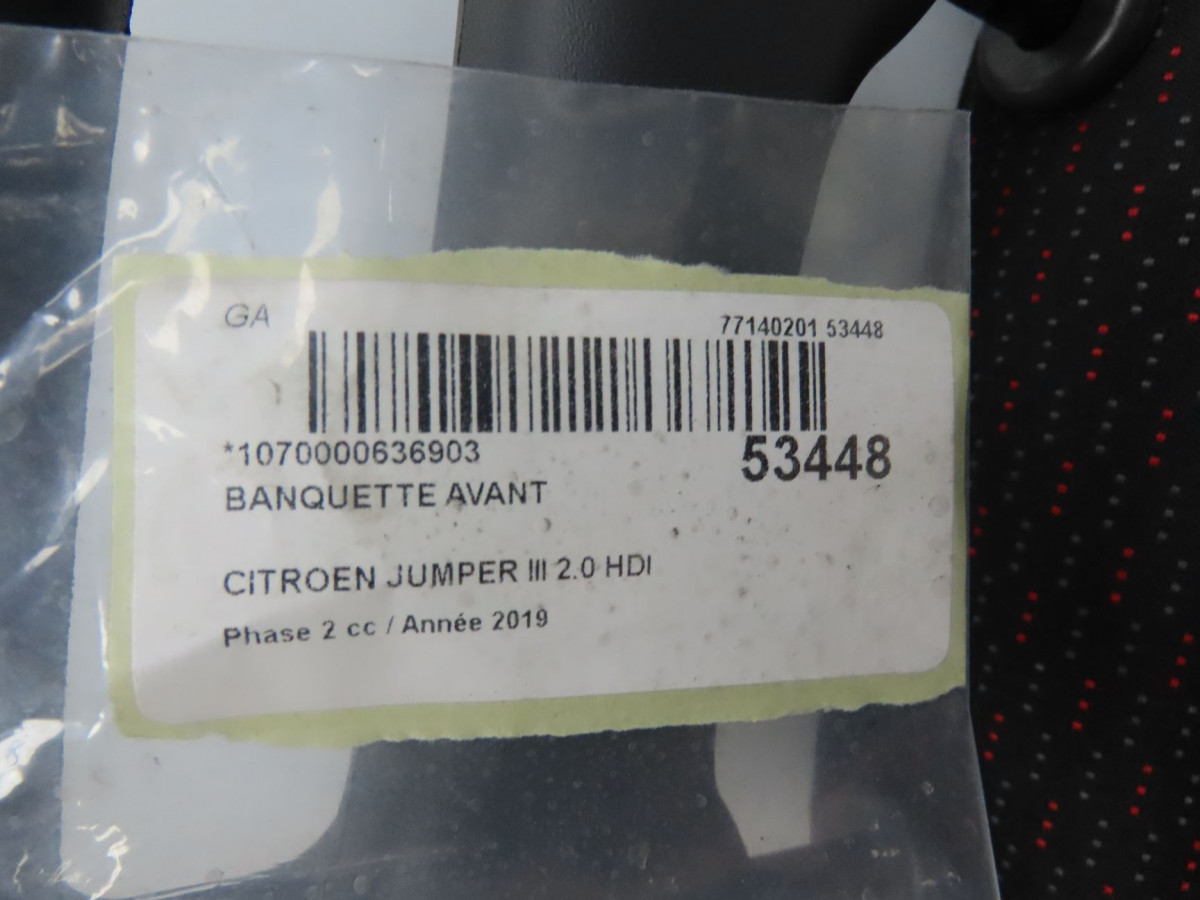 GA
77140201 53448
*1070000636903
53448
BANQUETTE AVANT
CITROEN JUMPER III 2.0 HDI
Phase 2 cc / Année 2019